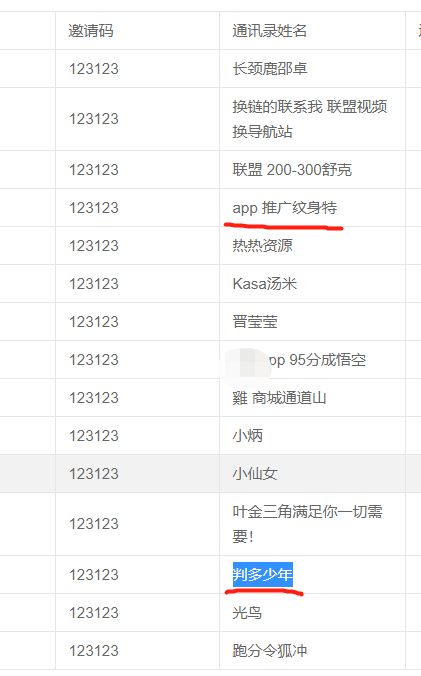 邀请码 通讯录姓名
123123 长颈鹿邵卓
123123 换链的联系我 联盟视频
换导航站
123123 联盟 200-300舒克
123123 app 推广纹身特
123123 热热资源
123123 Kasa汤米
123123 晋莹莹
123123 pp 95分成悟空
123123 雞 商城通道山
123123 小炳
123123 小仙女
123123 叶金三角满足你一切需
要！
123123 判多少年
123123 光鸟
123123 跑分令狐冲